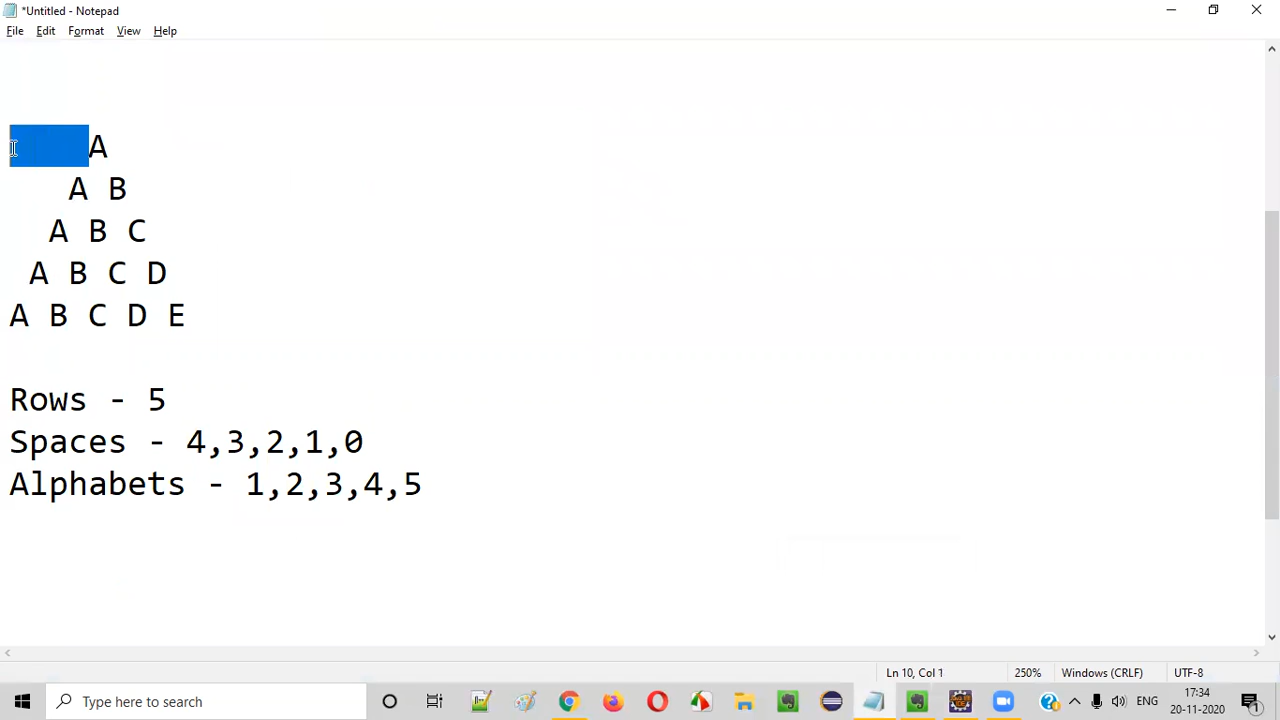 *Untitled - Notepad
File Edit Format View Help
A
A B
A B C
A B C D
A B C D E
Rows - 5
Spaces - 4,3,2,1,0
Alphabets - 1,2,3,4,5
Ln 10, Col 1 250% Windows (CRLF) UTF-8
Type here to search
ENG
17:34
20-11-2020